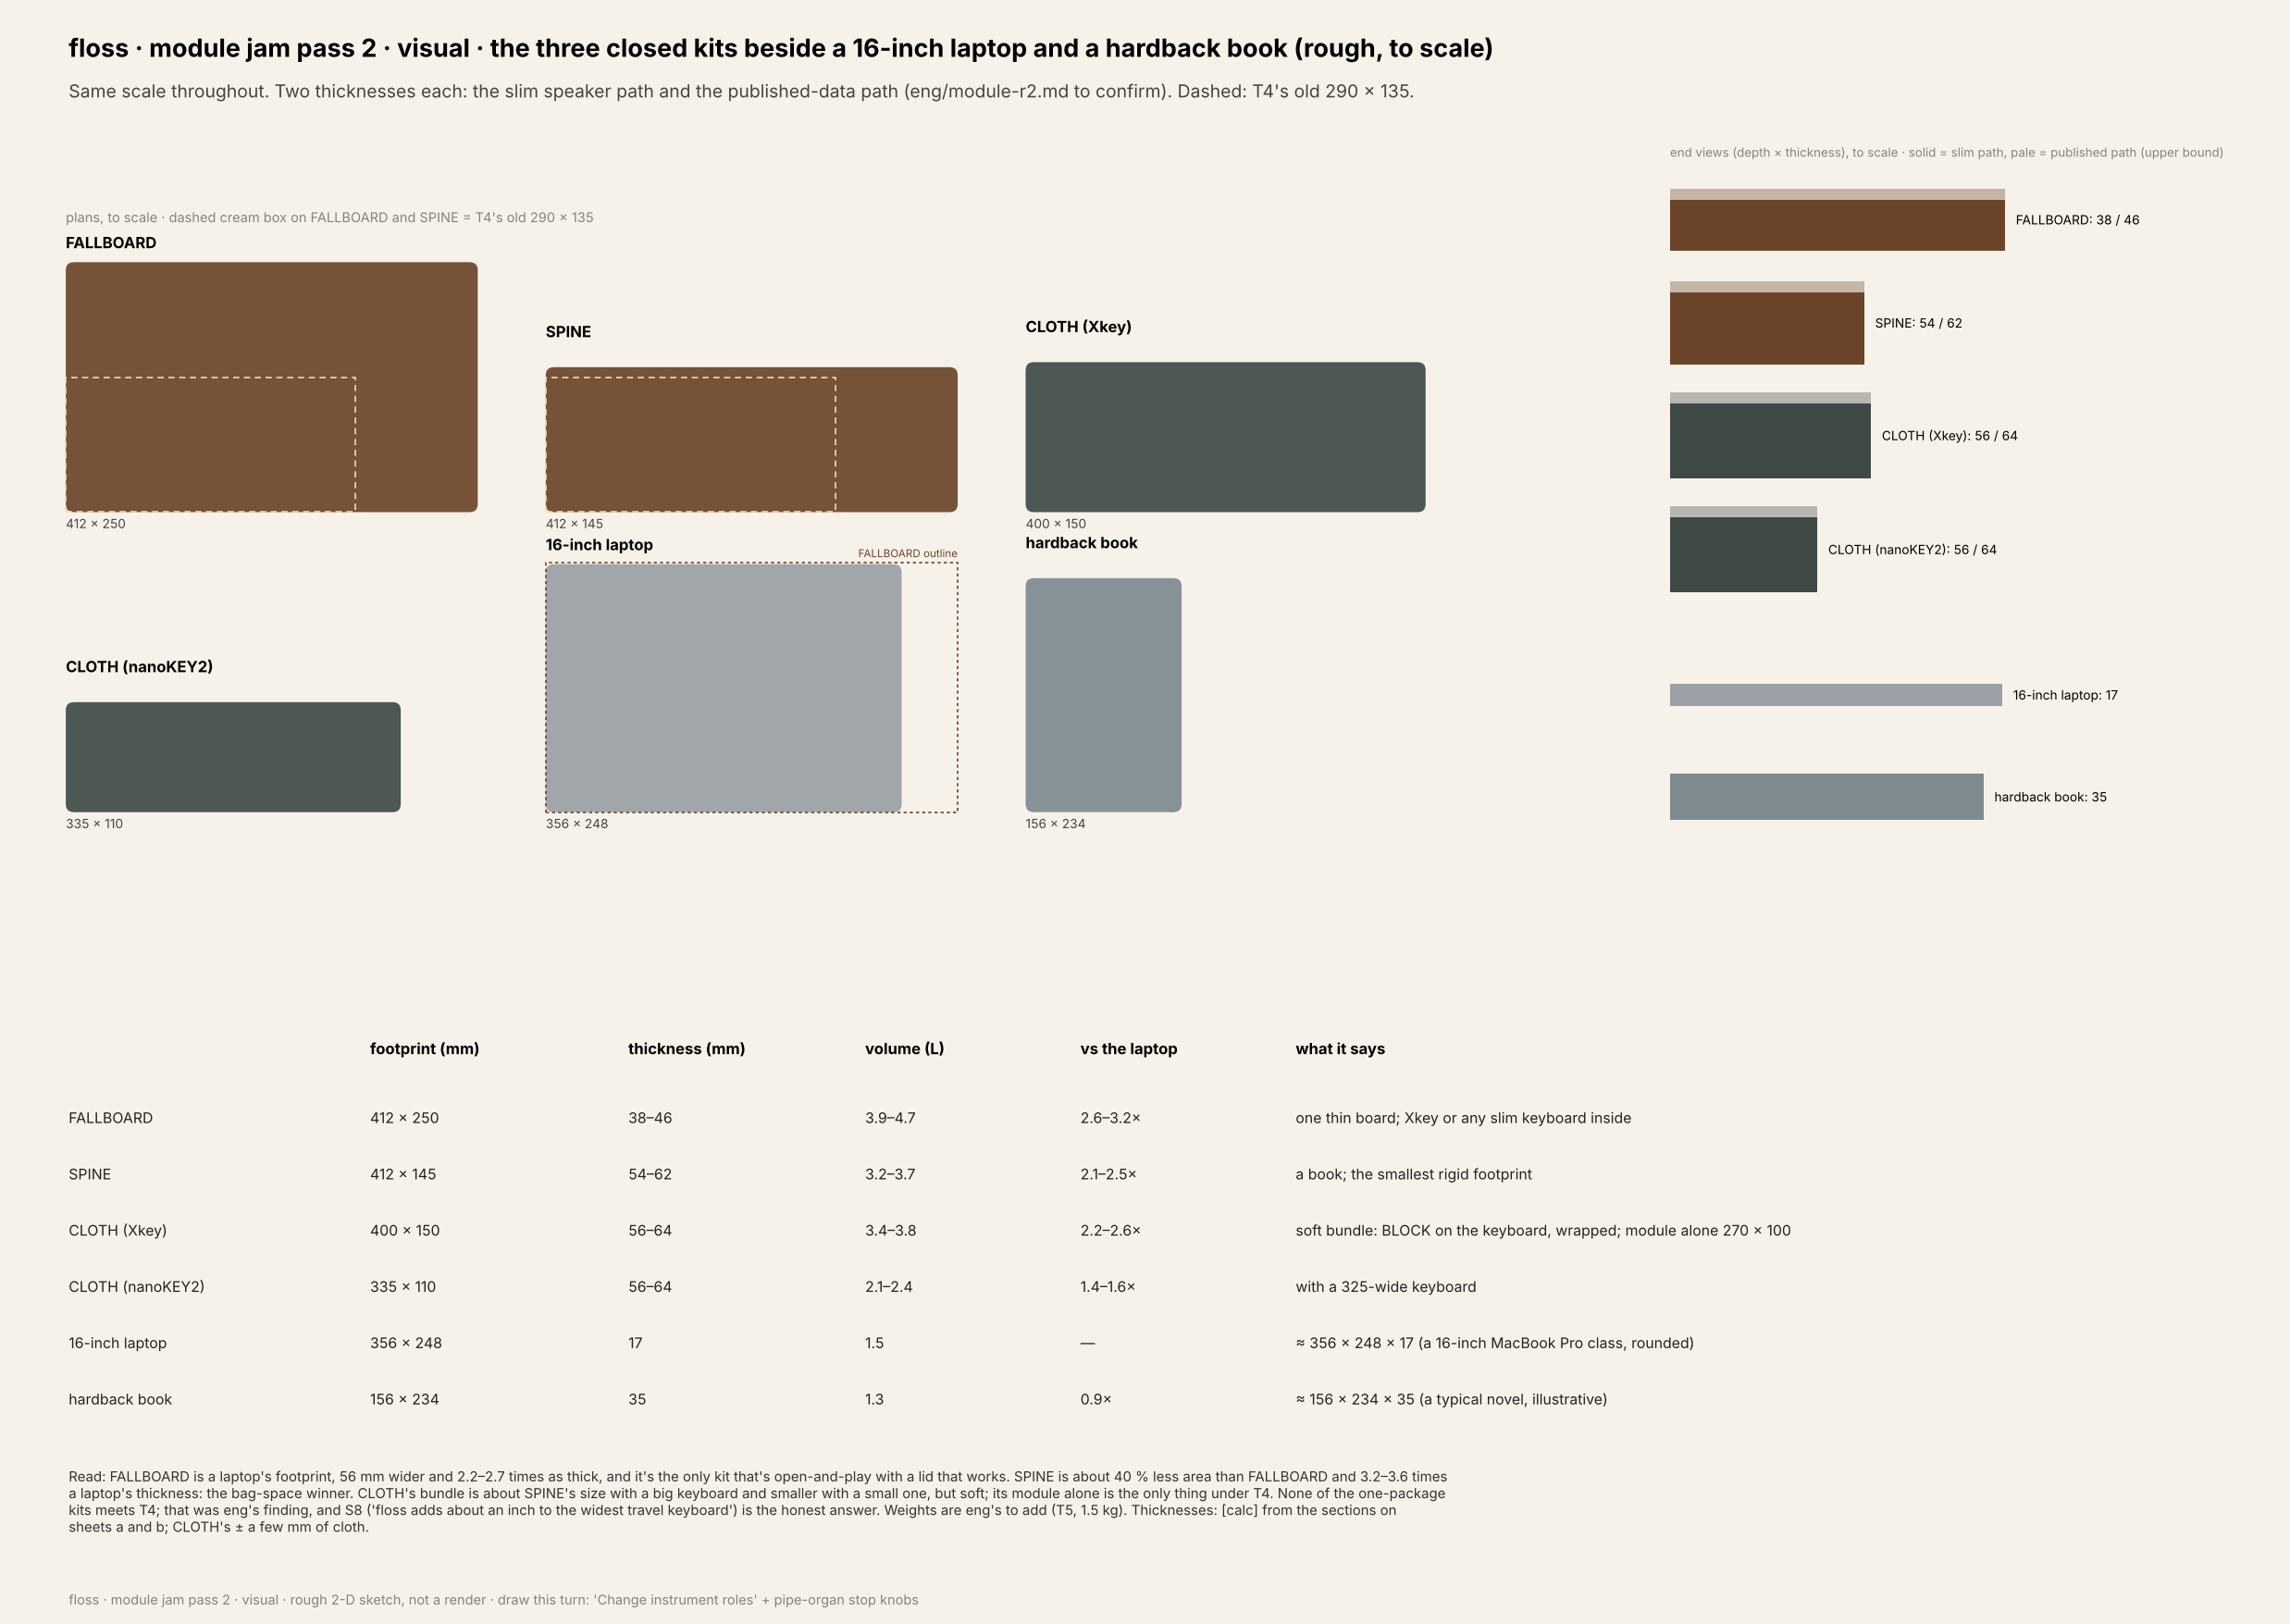 floss · module jam pass 2 · visual · the three closed kits beside a 16-inch laptop and a hardback book (rough, to scale)
Same scale throughout. Two thicknesses each: the slim speaker path and the published-data path (eng/module-r2.md to confirm). Dashed: T4's old 290 × 135.
end views (depth × thickness), to scale · solid = slim path, pale = published path (upper bound)
plans, to scale · dashed cream box on FALLBOARD and SPINE = T4's old 290 × 135
FALLBOARD
412 × 250
SPINE
412 × 145
CLOTH (Xkey)
400 × 150
CLOTH (nanoKEY2)
335 × 110
16-inch laptop
FALLBOARD outline
356 × 248
hardback book
156 × 234
FALLBOARD: 38 / 46
SPINE: 54 / 62
CLOTH (Xkey): 56 / 64
CLOTH (nanoKEY2): 56 / 64
16-inch laptop: 17
hardback book: 35
footprint (mm) thickness (mm) volume (L) vs the laptop what it says
FALLBOARD 412 × 250 38–46 3.9–4.7 2.6–3.2× one thin board; Xkey or any slim keyboard inside
SPINE 412 × 145 54–62 3.2–3.7 2.1–2.5× a book; the smallest rigid footprint
CLOTH (Xkey) 400 × 150 56–64 3.4–3.8 2.2–2.6× soft bundle: BLOCK on the keyboard, wrapped; module alone 270 × 100
CLOTH (nanoKEY2) 335 × 110 56–64 2.1–2.4 1.4–1.6× with a 325-wide keyboard
16-inch laptop 356 × 248 17 1.5 — ≈ 356 × 248 × 17 (a 16-inch MacBook Pro class, rounded)
hardback book 156 × 234 35 1.3 0.9× ≈ 156 × 234 × 35 (a typical novel, illustrative)
Read: FALLBOARD is a laptop's footprint, 56 mm wider and 2.2–2.7 times as thick, and it's the only kit that's open-and-play with a lid that works. SPINE is about 40 % less area than FALLBOARD and 3.2–3.6 times
a laptop's thickness: the bag-space winner. CLOTH's bundle is about SPINE's size with a big keyboard and smaller with a small one, but soft; its module alone is the only thing under T4. None of the one-package
kits meets T4; that was eng's finding, and S8 ('floss adds about an inch to the widest travel keyboard') is the honest answer. Weights are eng's to add (T5, 1.5 kg). Thicknesses: [calc] from the sections on
sheets a and b; CLOTH's ± a few mm of cloth.
floss · module jam pass 2 · visual · rough 2-D sketch, not a render · draw this turn: 'Change instrument roles' + pipe-organ stop knobs